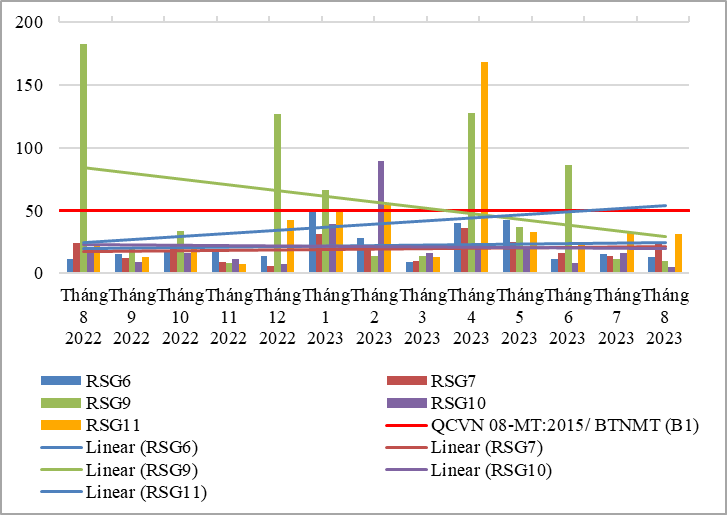 200
150
100
50
0
Tháng Tháng Tháng Tháng Tháng Tháng Tháng Tháng Tháng Tháng Tháng Tháng Tháng
8 9 10 11 12 1 2 3 4 5 6 7 8
2022 2022 2022 2022 2022 2023 2023 2023 2023 2023 2023 2023 2023
RSG6 RSG7
RSG9 RSG10
RSG11 QCVN 08-MT:2015/ BTNMT (B1)
Linear (RSG6) Linear (RSG7)
Linear (RSG9) Linear (RSG10)
Linear (RSG11)